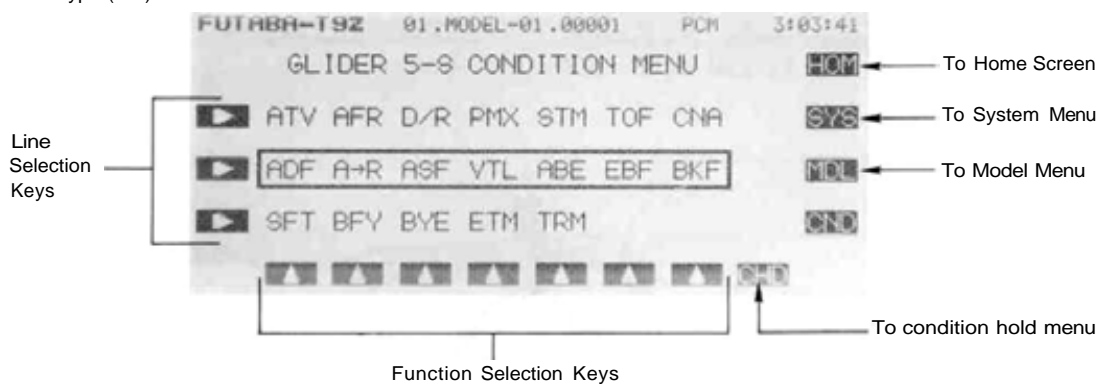 FUTABA-T9Z 01.MODEL-01.00001 PCM 3:03:41
GLIDER 5-S CONDITION MENU HOM To Home Screen
ATV AFR D/R PMX STM TOF CNA SYS To System Menu
Line
Selection
Keys
ADF A→R ASF VTL ABE EBF BKF MDL To Model Menu
SFT BFY BYE ETM TRM CND
CHD
To condition hold menu
Function Selection Keys